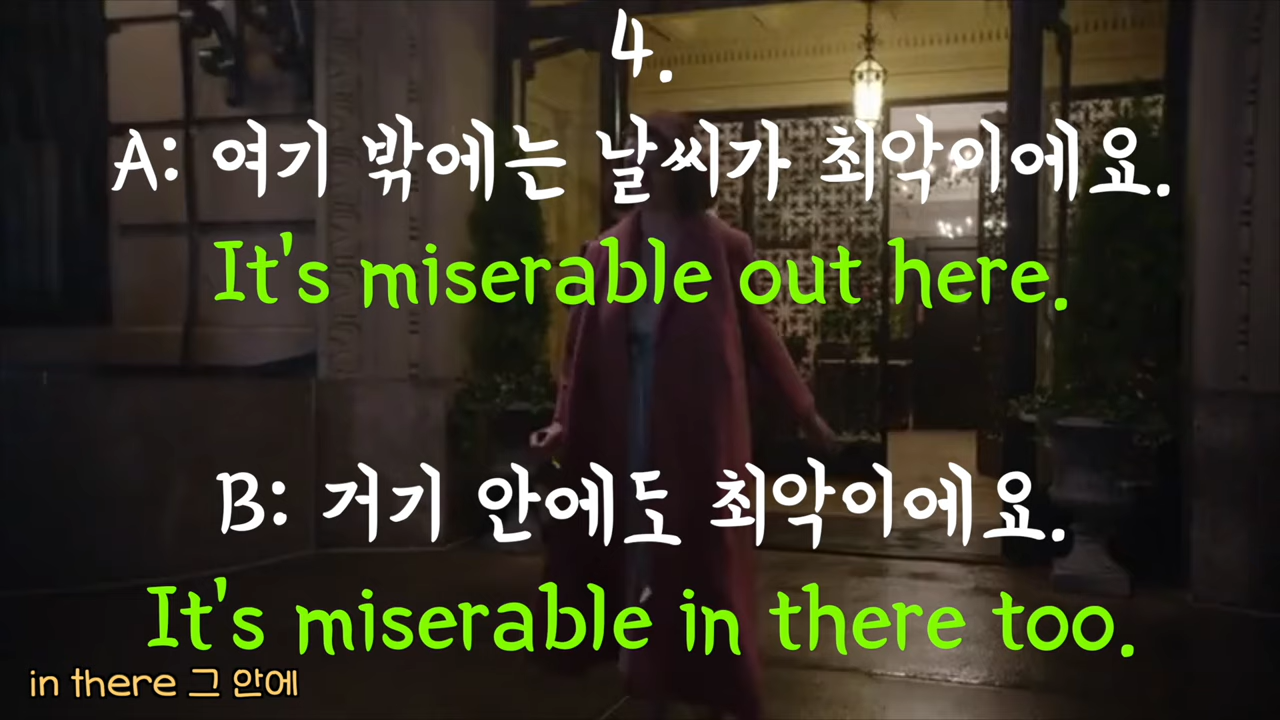 4.
A: 여기 밖에는 날씨가 최악이에요.
It's miserable out here.
B: 거기 안에도 최악이에요.
It's miserable in there too.
in there 그 안에